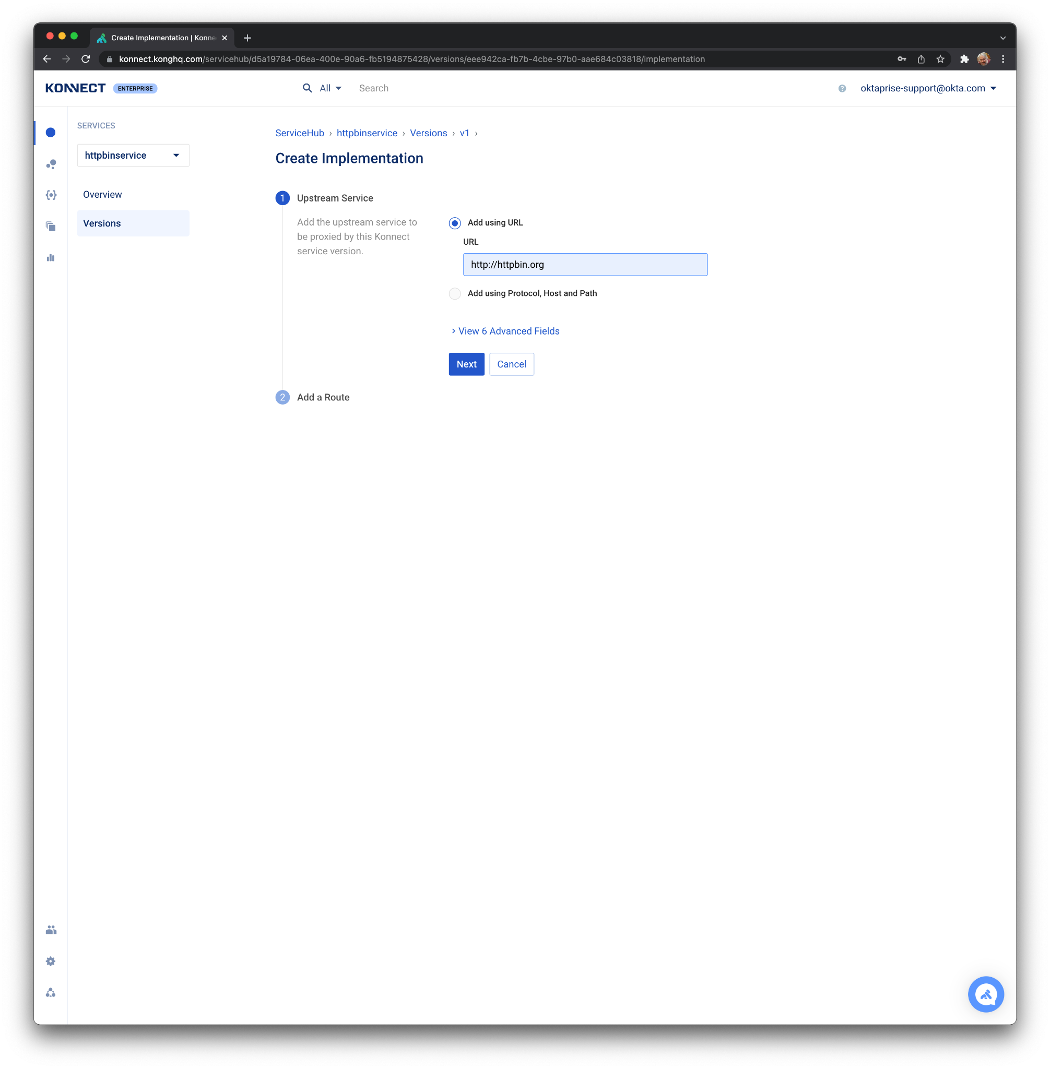 Create Implementation | Konne
konnect.konghq.com/servicehub/d5a19784-06ea-400e-90a6-fb5194875428/versions/eee942ca-fb7b-4cbe-97b0-aae684c03818/implementation
KONNECT ENTERPRISE All Search oktaprise-support@okta.com
SERVICES
httpbinservice
Overview
Versions
ServiceHub › httpbinservice › Versions › v1 ›
Create Implementation
1 Upstream Service
Add the upstream service to
be proxied by this Konnect
service version.
Add using URL
URL
http://httpbin.org
Add using Protocol, Host and Path
› View 6 Advanced Fields
Next Cancel
2 Add a Route